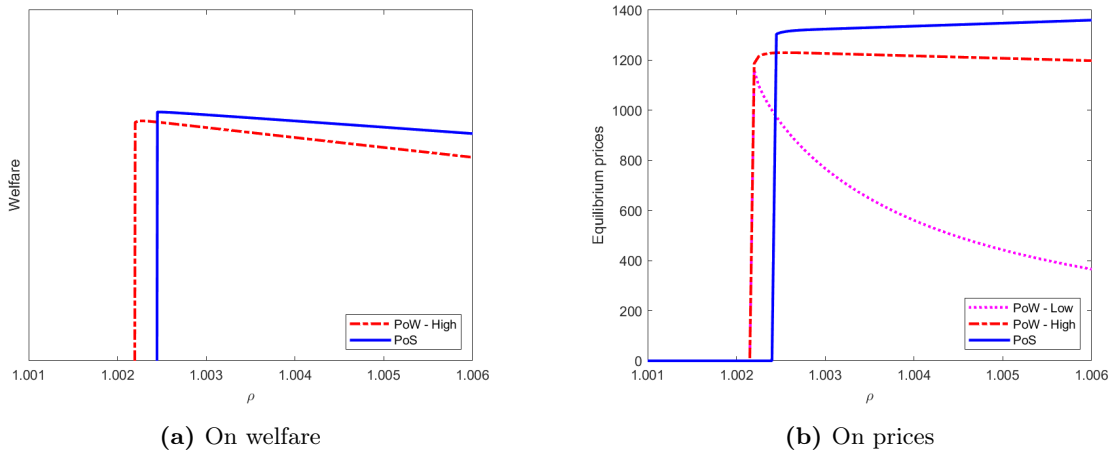 Welfare
PoW - High
PoS
1.001 1.002 1.003 1.004 1.005 1.006
ρ
(a) On welfare
Equilibrium prices
1400
1200
1000
800
600
400
200
0
PoW - Low
PoW - High
PoS
1.001 1.002 1.003 1.004 1.005 1.006
ρ
(b) On prices